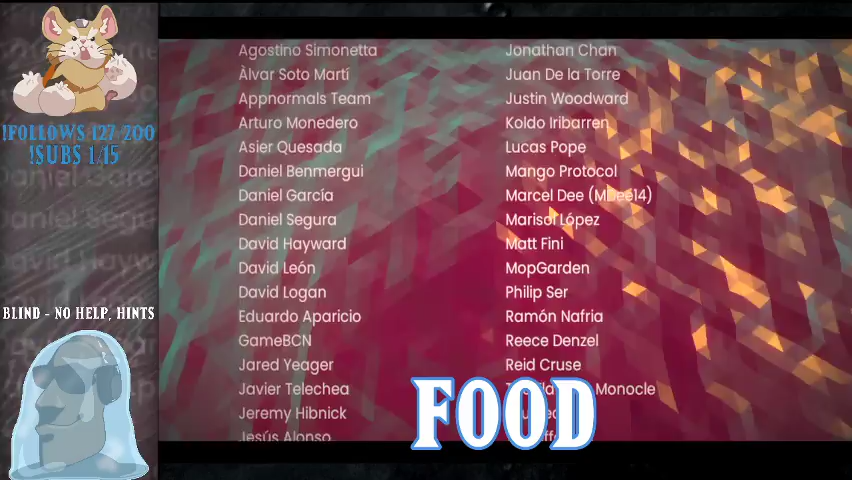 !FOLLOWS 127/200
!SUBS 1/15
BLIND - NO HELP, HINTS
Agostino Simonetta
Àlvar Soto Martí
Appnormals Team
Arturo Monedero
Asier Quesada
Daniel Benmergui
Daniel García
Daniel Segura
David Hayward
David León
David Logan
Eduardo Aparicio
GameBCN
Jared Yeager
Javier Telechea
Jeremy Hibnick
Jesús Alonso
Jonathan Chan
Juan De la Torre
Justin Woodward
Koldo Iribarren
Lucas Pope
Mango Protocol
Marcel Dee
Marisol López
Matt Fini
MopGarden
Philip Ser
Ramón Nafria
Reece Denzel
Reid Cruse
Monocle
FOOD